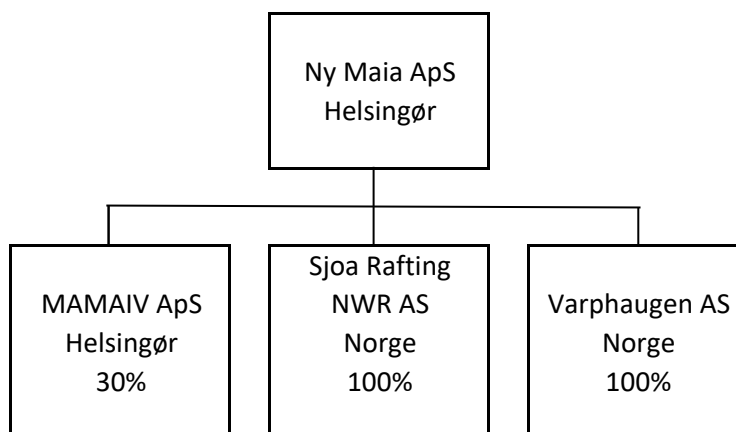 Ny Maia ApS
Helsingør
MAMAIV ApS
Helsingør
30%
Sjoa Rafting
NWR AS
Norge
100%
Varphaugen AS
Norge
100%